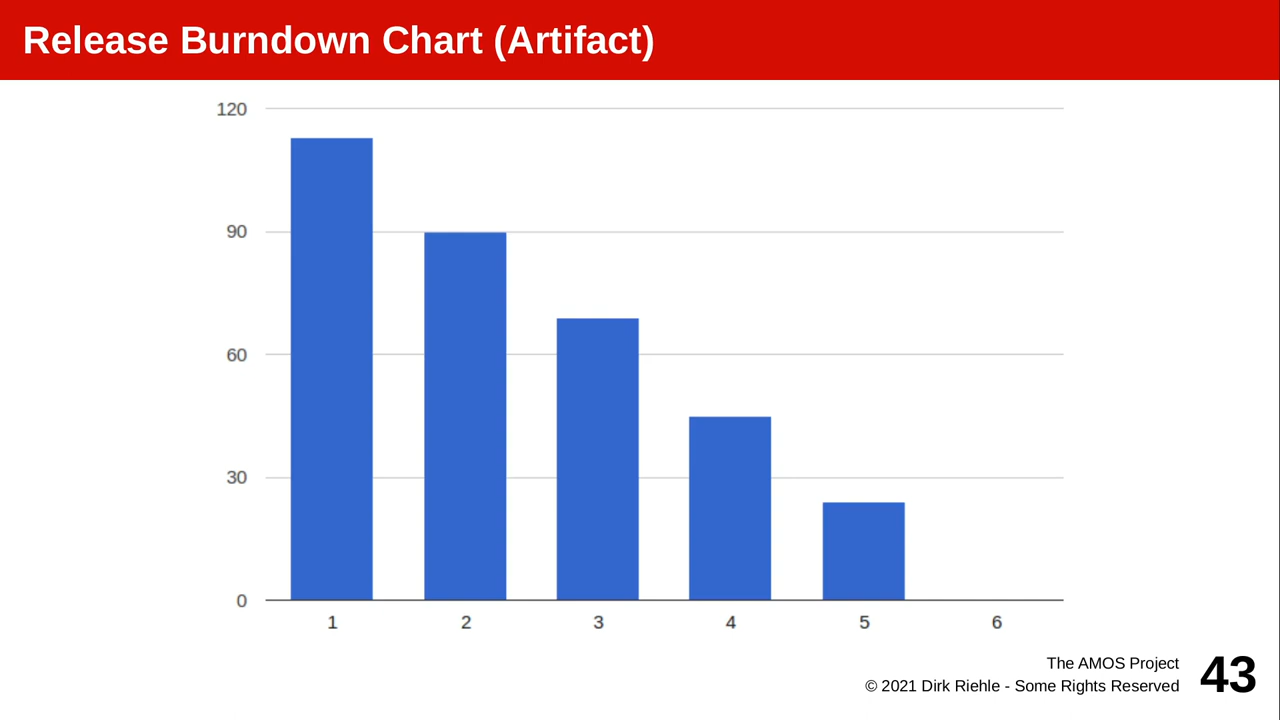 Release Burndown Chart (Artifact)
120
90
60
30
0
1 2 3 4 5 6
The AMOS Project
© 2021 Dirk Riehle - Some Rights Reserved
43